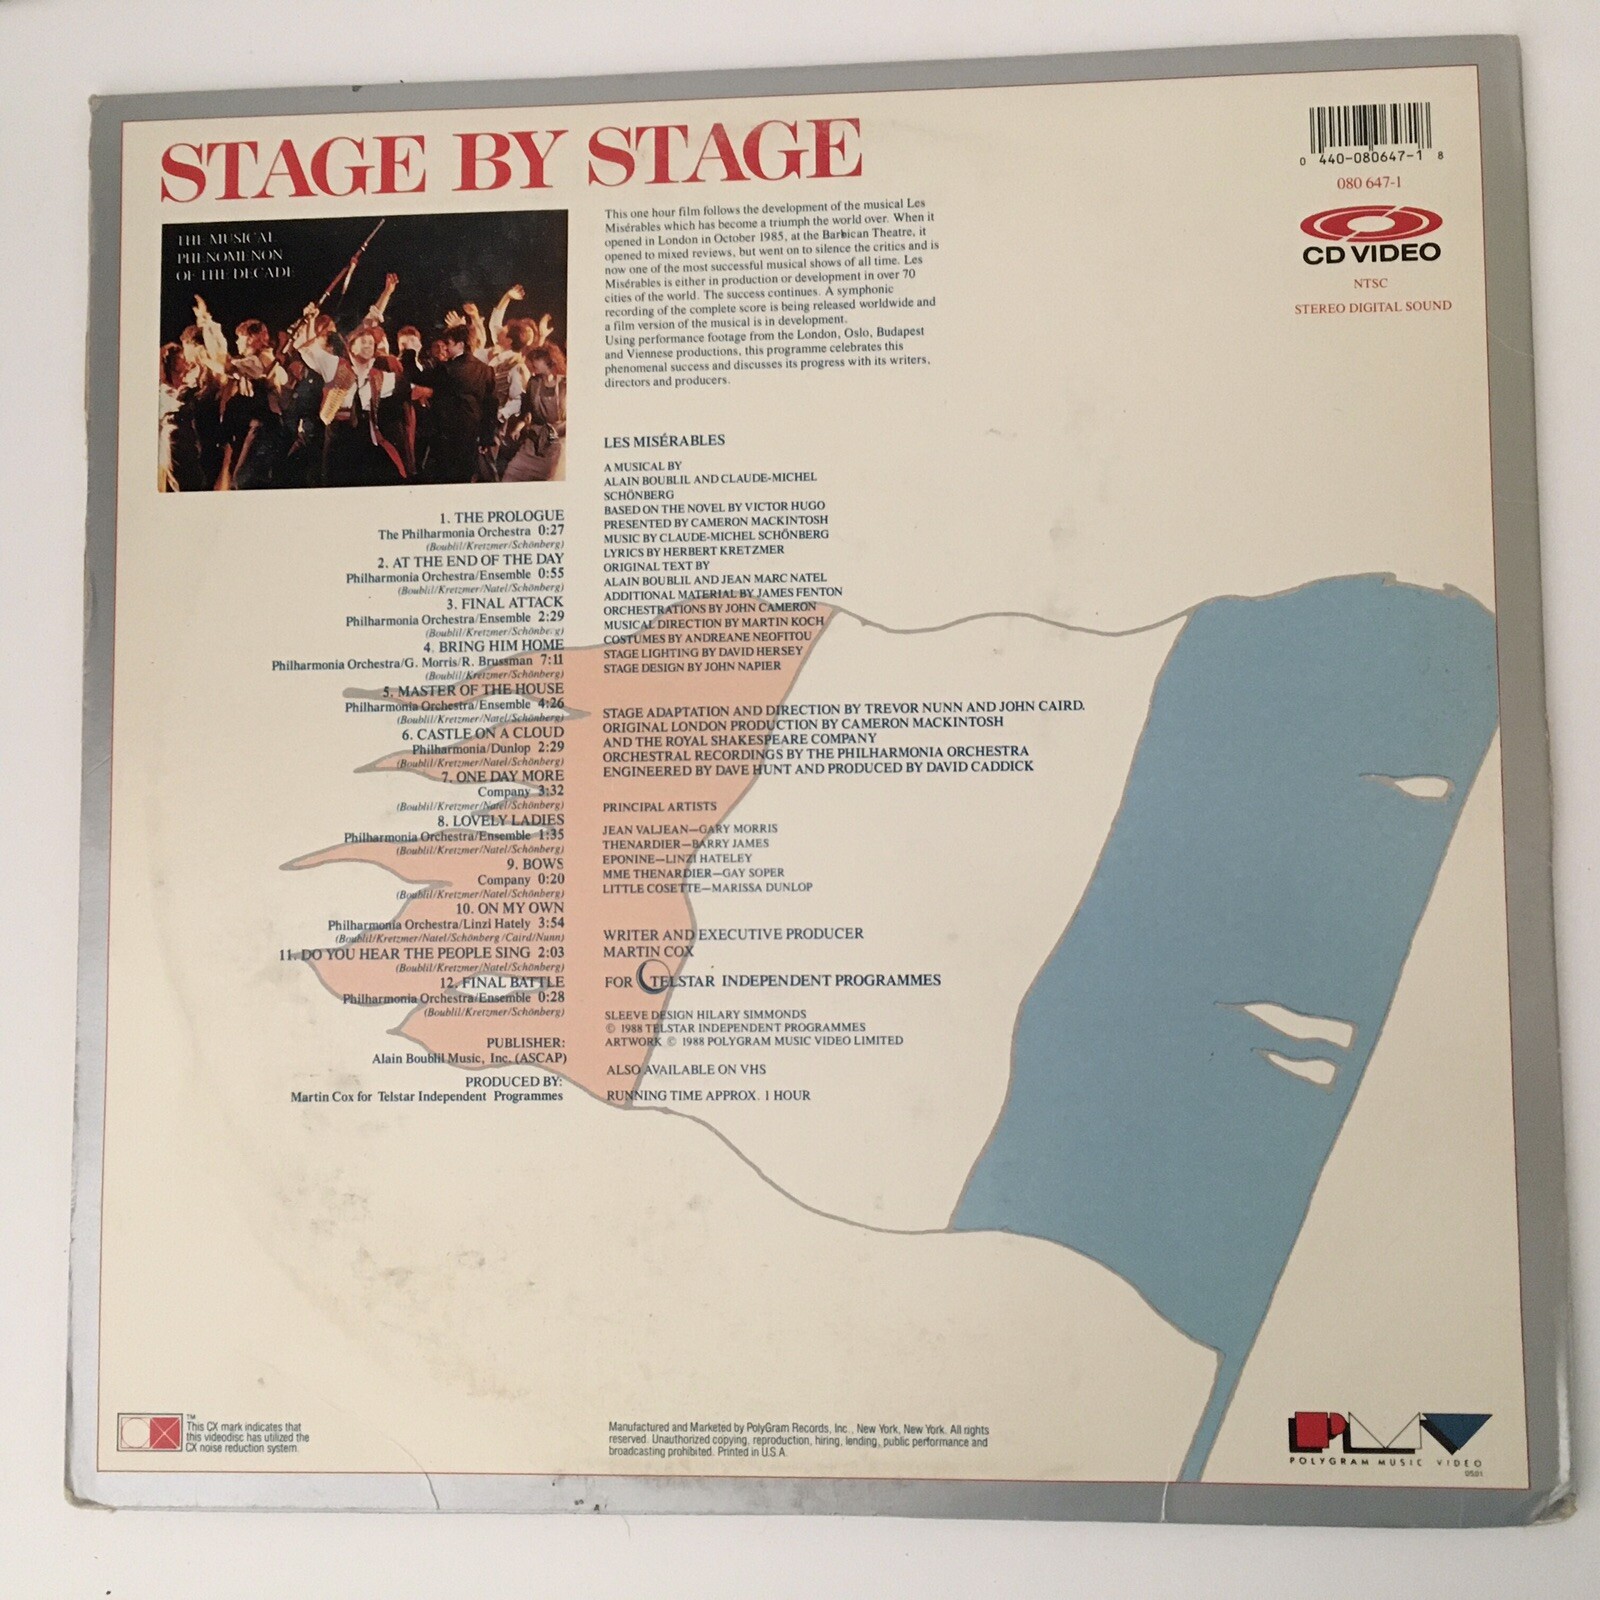 STAGE BY STAGE
THE MUSICAL
PHENOMENON
OF THE DECADE
This one hour film follows the development of the musical Les
Misérables which has become a triumph the world over. When it
opened in London in October 1985, at the Barbican Theatre, it
opened to mixed reviews, but went on to silence the critics and is
now one of the most successful musical shows of all time. Les
Misérables is either in production or development in over 70
cities of the world. The success continues. A symphonic
recording of the complete score is being released worldwide and
a film version of the musical is in development.
Using performance footage from the London, Oslo, Budapest
and Viennese productions, this programme celebrates this
phenomenal success and discusses its progress with its writers,
directors and producers.
0 440-080647-1 8
080 647-1
CD VIDEO
NTSC
STEREO DIGITAL SOUND
1. THE PROLOGUE
The Philharmonia Orchestra 0:27
(Boublil/Kretzmer/Schönberg)
2. AT THE END OF THE DAY
Philharmonia Orchestra/Ensemble 0:55
(Boublil/Kretzmer/Natel/Schönberg)
3. FINAL ATTACK
Philharmonia Orchestra/Ensemble 2:29
(Boublil/Kretzmer/Schönberg)
4. BRING HIM HOME
Philharmonia Orchestra/G. Morris/R. Brussman 7:11
(Boublil/Kretzmer/Schönberg)
5. MASTER OF THE HOUSE
Philharmonia Orchestra/Ensemble 4:26
(Boublil/Kretzmer/Natel/Schönberg)
6. CASTLE ON A CLOUD
Philharmonia/Dunlop 2:29
(Boublil/Kretzmer/Natel/Schönberg)
7. ONE DAY MORE
Company 3:32
(Boublil/Kretzmer/Natel/Schönberg)
8. LOVELY LADIES
Philharmonia Orchestra/Ensemble 1:35
(Boublil/Kretzmer/Natel/Schönberg)
9. BOWS
Company 0:20
(Boublil/Kretzmer/Natel/Schönberg)
10. ON MY OWN
Philharmonia Orchestra/Linzi Hately 3:54
(Boublil/Kretzmer/Natel/Schönberg/Caird/Nunn)
11. DO YOU HEAR THE PEOPLE SING 2:03
(Boublil/Kretzmer/Natel/Schönberg)
12. FINAL BATTLE
Philharmonia Orchestra/Ensemble 0:28
(Boublil/Kretzmer/Schönberg)
PUBLISHER:
Alain Boublil Music, Inc. (ASCAP)
PRODUCED BY:
Martin Cox for Telstar Independent Programmes
LES MISÉRABLES
A MUSICAL BY
ALAIN BOUBLIL AND CLAUDE-MICHEL
SCHÖNBERG
BASED ON THE NOVEL BY VICTOR HUGO
PRESENTED BY CAMERON MACKINTOSH
MUSIC BY CLAUDE-MICHEL SCHÖNBERG
LYRICS BY HERBERT KRETZMER
ORIGINAL TEXT BY
ALAIN BOUBLIL AND JEAN MARC NATEL
ADDITIONAL MATERIAL BY JAMES FENTON
ORCHESTRATIONS BY JOHN CAMERON
MUSICAL DIRECTION BY MARTIN KOCH
COSTUMES BY ANDREANE NEOFITOU
STAGE LIGHTING BY DAVID HERSEY
STAGE DESIGN BY JOHN NAPIER
STAGE ADAPTATION AND DIRECTION BY TREVOR NUNN AND JOHN CAIRD.
ORIGINAL LONDON PRODUCTION BY CAMERON MACKINTOSH
AND THE ROYAL SHAKESPEARE COMPANY
ORCHESTRAL RECORDINGS BY THE PHILHARMONIA ORCHESTRA
ENGINEERED BY DAVE HUNT AND PRODUCED BY DAVID CADDICK
PRINCIPAL ARTISTS
JEAN VALJEAN—GARY MORRIS
THENARDIER—BARRY JAMES
EPONINE—LINZI HATELEY
MME THENARDIER—GAY SOPER
LITTLE COSETTE—MARISSA DUNLOP
WRITER AND EXECUTIVE PRODUCER
MARTIN COX
FOR TELSTAR INDEPENDENT PROGRAMMES
SLEEVE DESIGN HILARY SIMMONDS
© 1988 TELSTAR INDEPENDENT PROGRAMMES
ARTWORK © 1988 POLYGRAM MUSIC VIDEO LIMITED
ALSO AVAILABLE ON VHS
RUNNING TIME APPROX. 1 HOUR
CX
TM
This CX mark indicates that
this videodisc has utilized the
CX noise reduction system.
Manufactured and Marketed by PolyGram Records, Inc., New York, New York. All rights
reserved. Unauthorized copying, reproduction, hiring, lending, public performance and
broadcasting prohibited. Printed in U.S.A.
PMV
POLYGRAM MUSIC VIDEO
0501